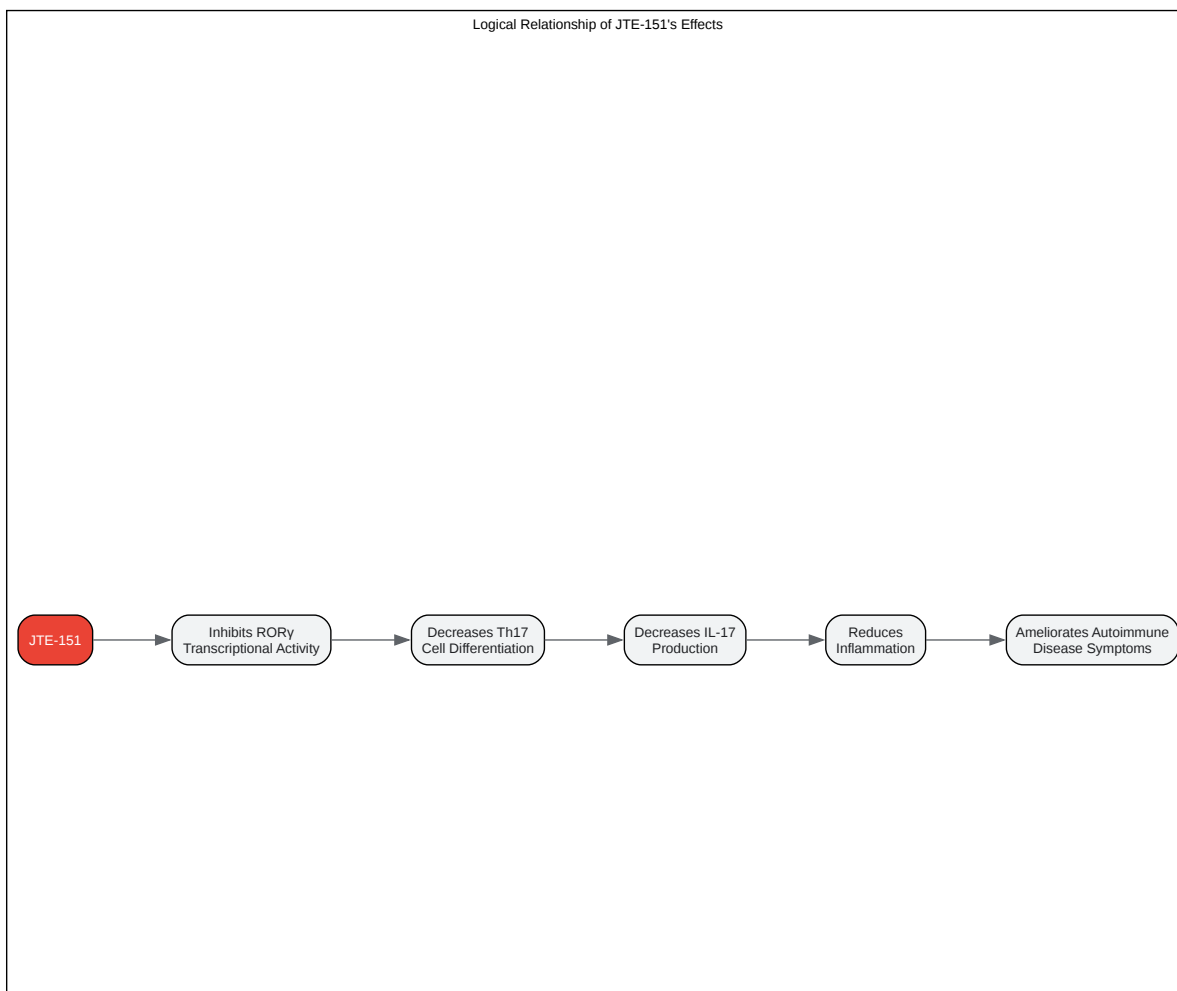 Logical Relationship of JTE-151's Effects
JTE-151
Inhibits RORγ
Transcriptional Activity
Decreases Th17
Cell Differentiation
Decreases IL-17
Production
Reduces
Inflammation
Ameliorates Autoimmune
Disease Symptoms